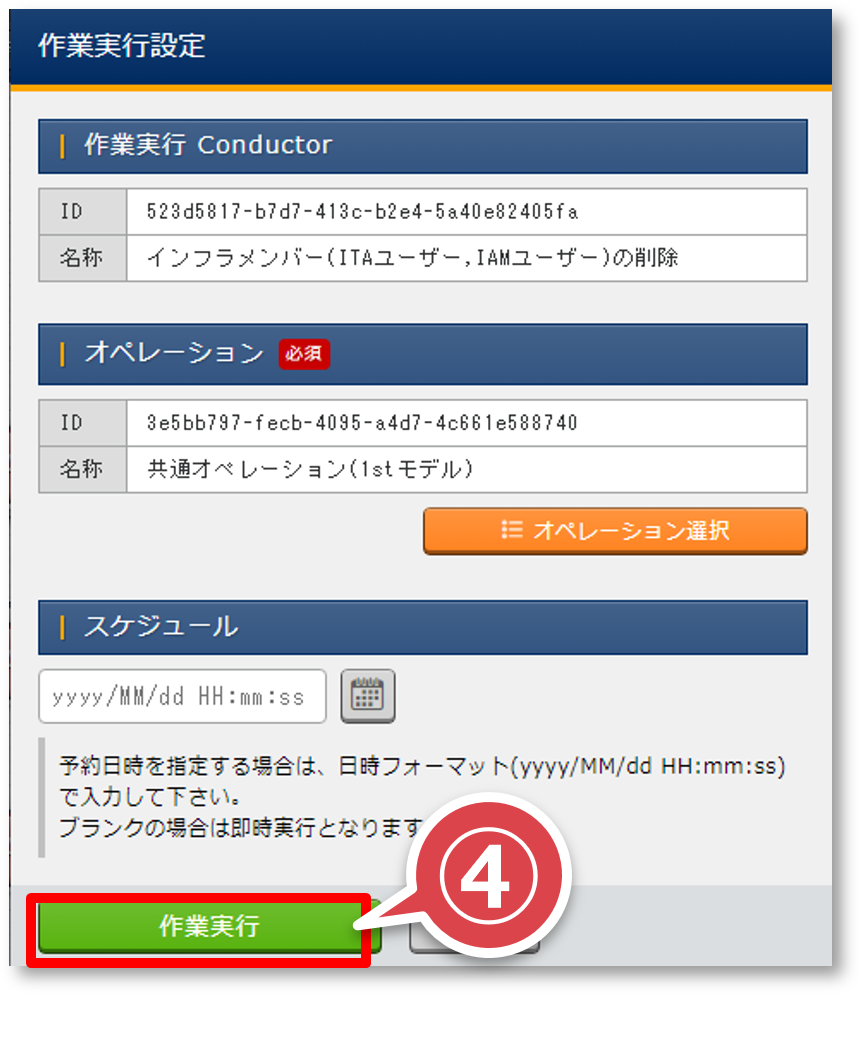 作業実行設定
作業実行 Conductor
ID 523d5817-b7d7-413c-b2e4-5a40e82405fa
名称 インフラメンバー(ITAユーザー,IAMユーザー)の削除
オペレーション 必須
ID 3e5bb797-fecb-4095-a4d7-4c661e588740
名称 共通オペレーション(1stモデル)
オペレーション選択
スケジュール
yyyy/MM/dd HH:mm:ss
予約日時を指定する場合は、日時フォーマット(yyyy/MM/dd HH:mm:ss)
で入力して下さい。
ブランクの場合は即時実行となります
④
作業実行